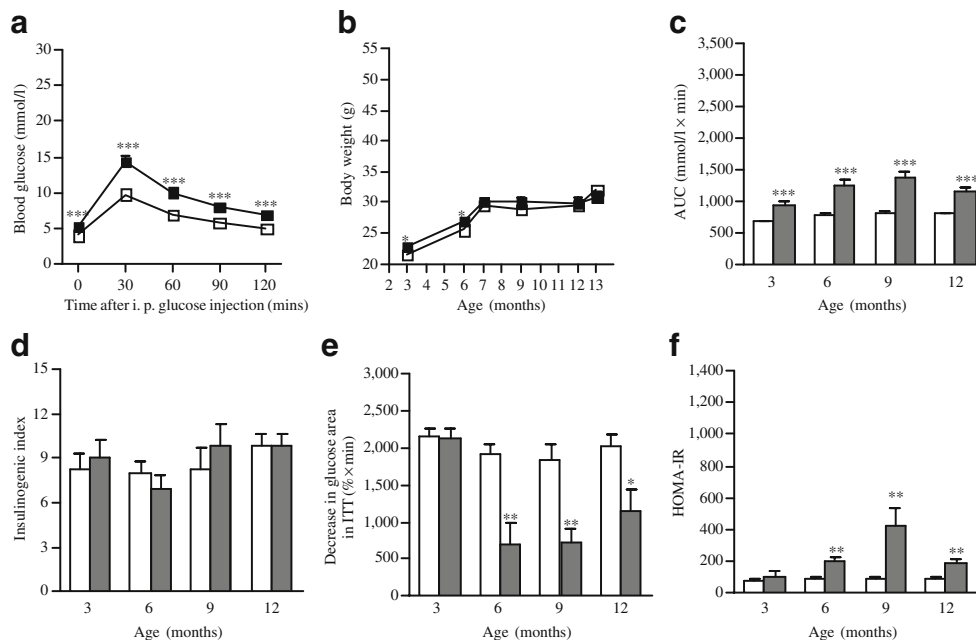 a
Blood glucose (mmol/l)
30
25
20
15
10
5
0
***
***
***
***
***
0 30 60 90 120
Time after i. p. glucose injection (mins)
b
Body weight (g)
55
50
45
40
35
30
25
20
*
*
2 3 4 5 6 7 8 9 10 11 12 13
Age (months)
c
AUC (mmol/l × min)
3,500
3,000
2,500
2,000
1,500
1,000
500
0
***
***
***
***
3 6 9 12
Age (months)
d
Insulinogenic index
15
12
9
6
3
0
3 6 9 12
Age (months)
e
Decrease in glucose area
in ITT (% × min)
3,000
2,500
2,000
1,500
1,000
500
0
**
**
*
3 6 9 12
Age (months)
f
HOMA-IR
1,400
1,200
1,000
800
600
400
200
0
**
**
**
3 6 9 12
Age (months)